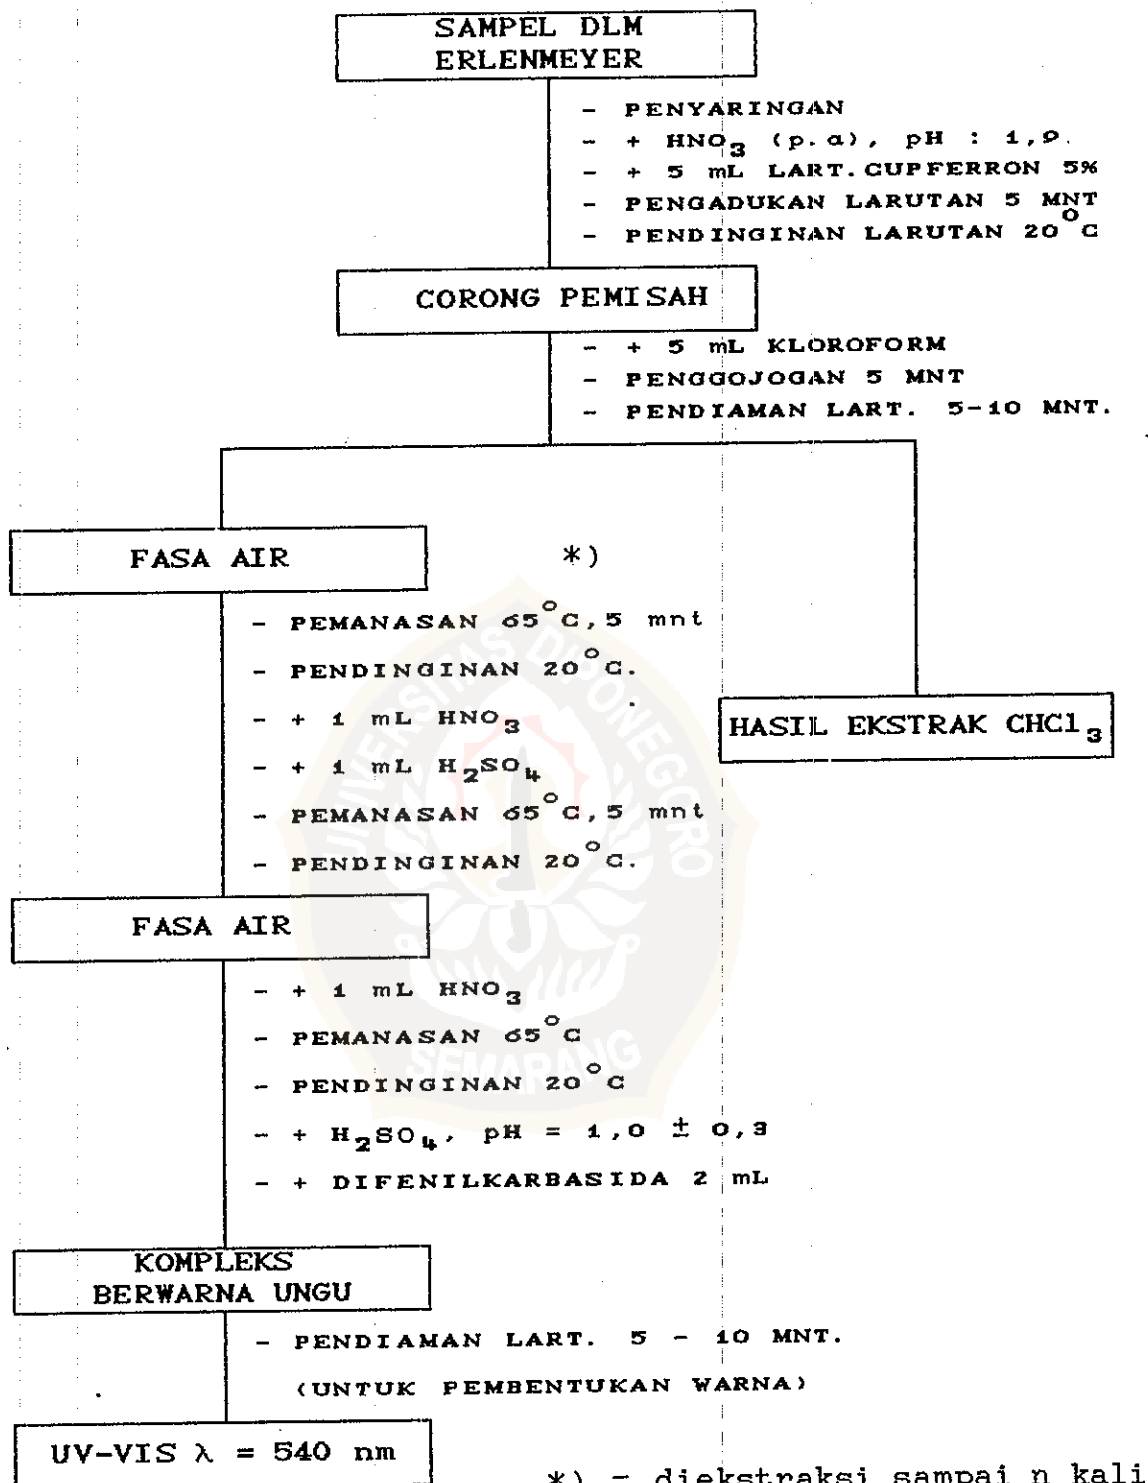 SAMPEL DLM
ERLENMEYER
- PENYARINGAN
- + HNO₃ (p.a), pH : 1,0.
- + 5 mL LART.CUPFERRON 5%
- PENGADUKAN LARUTAN 5 MNT
- PENDINGINAN LARUTAN 20°C
CORONG PEMISAH
- + 5 mL KLOROFORM
- PENGGOJOGAN 5 MNT
- PENDIAMAN LART. 5-10 MNT.
FASA AIR *)
- PEMANASAN 65°C, 5 mnt
- PENDINGINAN 20°C.
- + 1 mL HNO₃
- + 1 mL H₂SO₄
- PEMANASAN 65°C, 5 mnt
- PENDINGINAN 20°C.
HASIL EKSTRAK CHCl₃
FASA AIR
- + 1 mL HNO₃
- PEMANASAN 65°C
- PENDINGINAN 20°C
- + H₂SO₄, pH = 1,0 ± 0,3
- + DIFENILKARBASIDA 2 mL
KOMPLEKS
BERWARNA UNGU
- PENDIAMAN LART. 5 - 10 MNT.
(UNTUK PEMBENTUKAN WARNA)
UV-VIS λ = 540 nm
*) - diekstraksi sampai n kali
UNIVERSITAS DIPONEGORO
SEMARANG